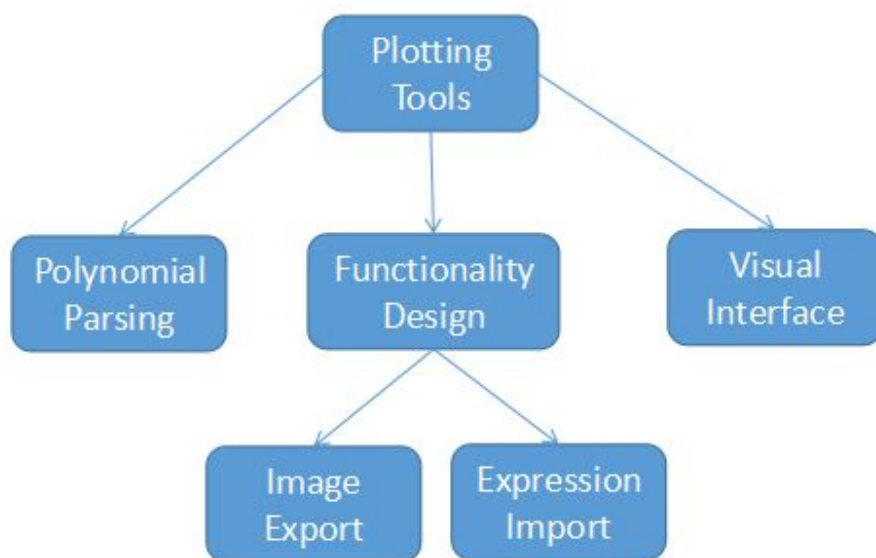 Plotting
Tools
Polynomial
Parsing
Functionality
Design
Visual
Interface
Image
Export
Expression
Import